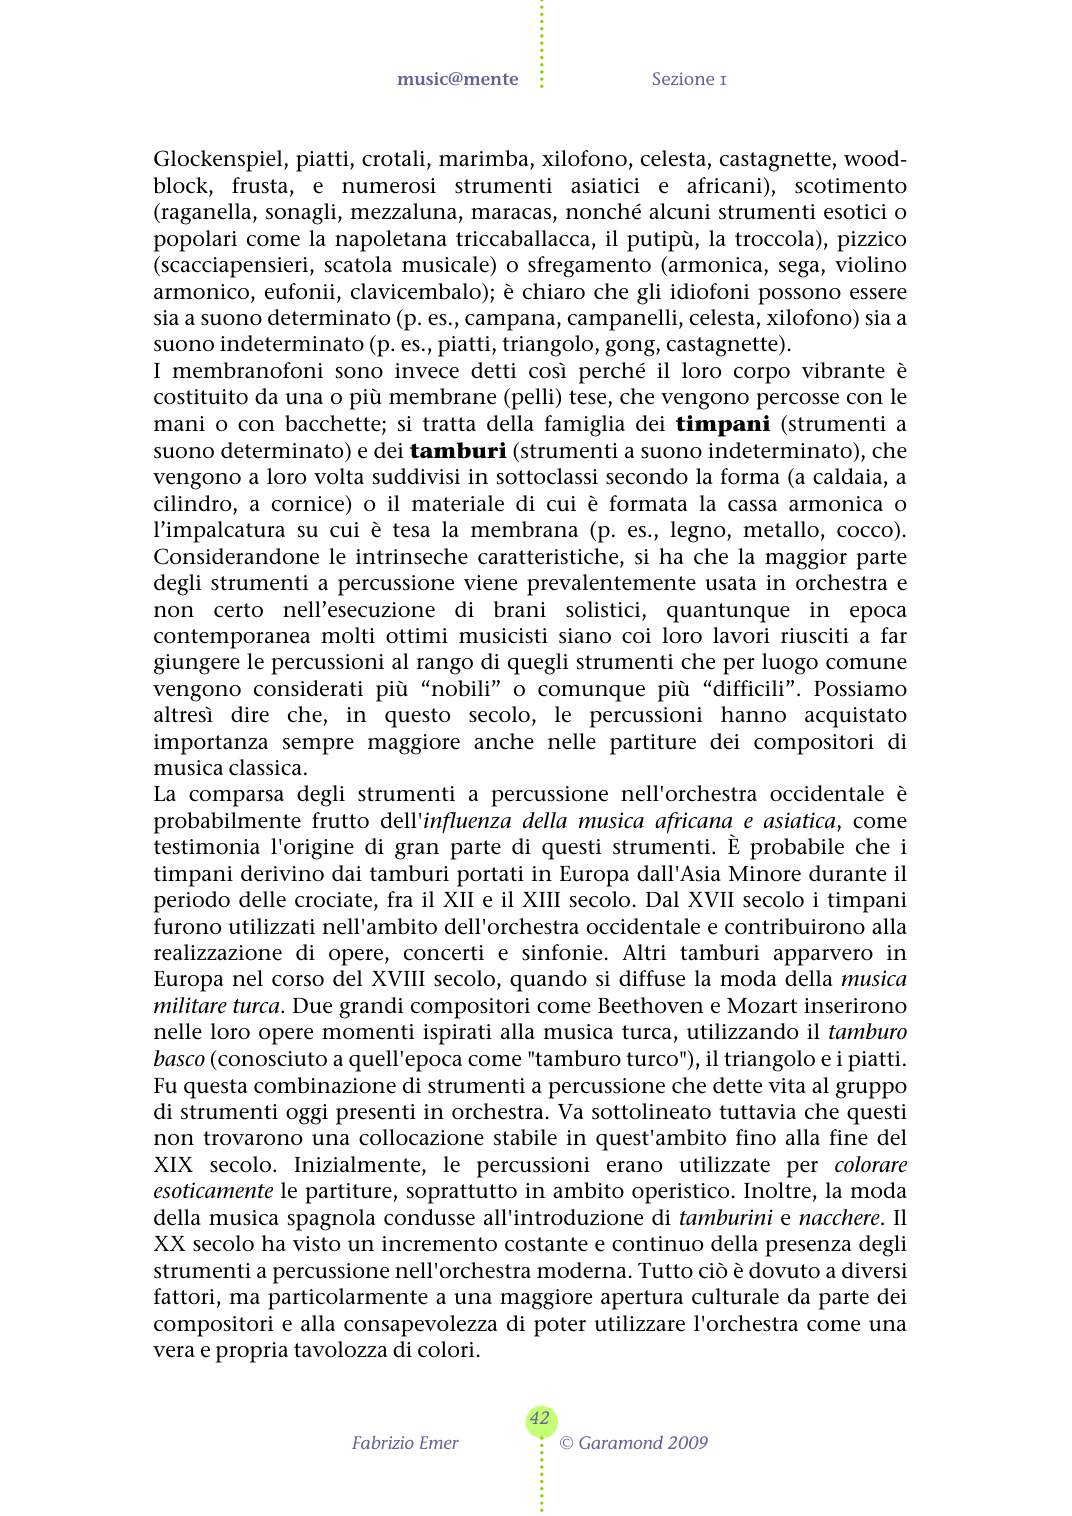 music@mente
Sezione 1
Glockenspiel, piatti, crotali, marimba, xilofono, celesta, castagnette, wood-
block, frusta, e numerosi strumenti asiatici e africani), scotimento
(raganella, sonagli, mezzaluna, maracas, nonché alcuni strumenti esotici o
popolari come la napoletana triccaballacca, il putipù, la troccola), pizzico
(scacciapensieri, scatola musicale) o sfregamento (armonica, sega, violino
armonico, eufonii, clavicembalo); è chiaro che gli idiofoni possono essere
sia a suono determinato (p. es., campana, campanelli, celesta, xilofono) sia a
suono indeterminato (p. es., piatti, triangolo, gong, castagnette).
I membranofoni sono invece detti così perché il loro corpo vibrante è
costituito da una o più membrane (pelli) tese, che vengono percosse con le
mani o con bacchette; si tratta della famiglia dei timpani (strumenti a
suono determinato) e dei tamburi (strumenti a suono indeterminato), che
vengono a loro volta suddivisi in sottoclassi secondo la forma (a caldaia, a
cilindro, a cornice) o il materiale di cui è formata la cassa armonica o
l’impalcatura su cui è tesa la membrana (p. es., legno, metallo, cocco).
Considerandone le intrinseche caratteristiche, si ha che la maggior parte
degli strumenti a percussione viene prevalentemente usata in orchestra e
non certo nell’esecuzione di brani solistici, quantunque in epoca
contemporanea molti ottimi musicisti siano coi loro lavori riusciti a far
giungere le percussioni al rango di quegli strumenti che per luogo comune
vengono considerati più “nobili” o comunque più “difficili”. Possiamo
altresì dire che, in questo secolo, le percussioni hanno acquistato
importanza sempre maggiore anche nelle partiture dei compositori di
musica classica.
La comparsa degli strumenti a percussione nell'orchestra occidentale è
probabilmente frutto dell'influenza della musica africana e asiatica, come
testimonia l'origine di gran parte di questi strumenti. È probabile che i
timpani derivino dai tamburi portati in Europa dall'Asia Minore durante il
periodo delle crociate, fra il XII e il XIII secolo. Dal XVII secolo i timpani
furono utilizzati nell'ambito dell'orchestra occidentale e contribuirono alla
realizzazione di opere, concerti e sinfonie. Altri tamburi apparvero in
Europa nel corso del XVIII secolo, quando si diffuse la moda della musica
militare turca. Due grandi compositori come Beethoven e Mozart inserirono
nelle loro opere momenti ispirati alla musica turca, utilizzando il tamburo
basco (conosciuto a quell'epoca come "tamburo turco"), il triangolo e i piatti.
Fu questa combinazione di strumenti a percussione che dette vita al gruppo
di strumenti oggi presenti in orchestra. Va sottolineato tuttavia che questi
non trovarono una collocazione stabile in quest'ambito fino alla fine del
XIX secolo. Inizialmente, le percussioni erano utilizzate per colorare
esoticamente le partiture, soprattutto in ambito operistico. Inoltre, la moda
della musica spagnola condusse all'introduzione di tamburini e nacchere. Il
XX secolo ha visto un incremento costante e continuo della presenza degli
strumenti a percussione nell'orchestra moderna. Tutto ciò è dovuto a diversi
fattori, ma particolarmente a una maggiore apertura culturale da parte dei
compositori e alla consapevolezza di poter utilizzare l'orchestra come una
vera e propria tavolozza di colori.
42
Fabrizio Emer
© Garamond 2009